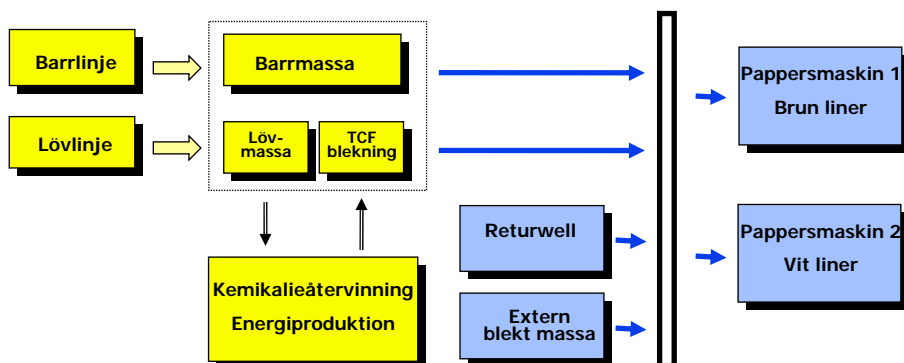 Barrlinje
Barrmassa
Pappersmaskin 1
Brun liner
Lövlinje
Löv-
massa
TCF
blekning
Returwell
Pappersmaskin 2
Vit liner
Kemikalieåtervinning
Energiproduktion
Extern
blekt massa